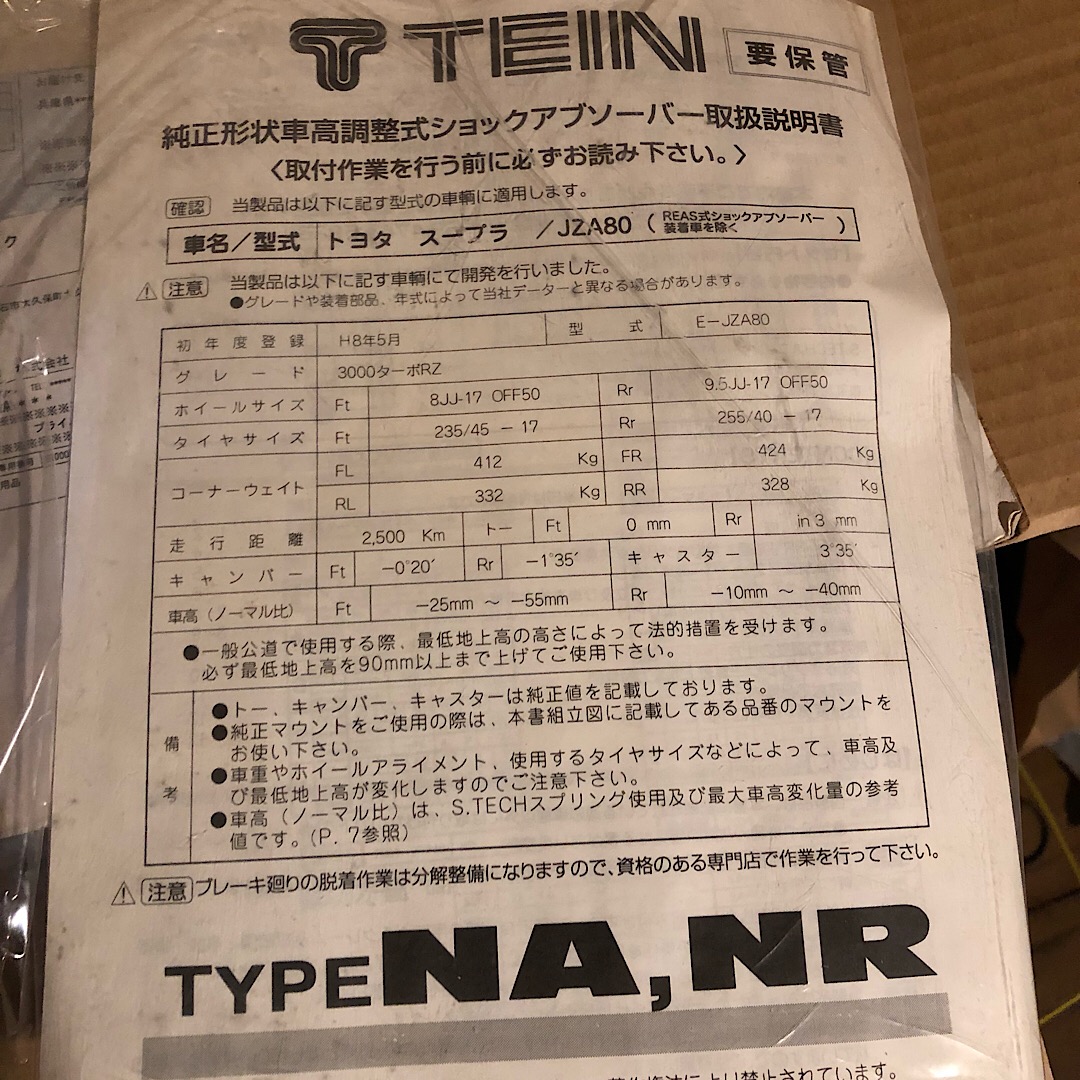 TEIN 要保管
純正形状車高調整式ショックアブソーバー取扱説明書
〈取付作業を行う前に必ずお読み下さい。〉
確認 当製品は以下に記す型式の車輌に適用します。
車名/型式 トヨタ スープラ /JZA80 (REAS式ショックアブソーバー
装着車を除く)
⚠ 注意 当製品は以下に記す車輌にて開発を行いました。
●グレードや装着部品、年式によって当社データーと異なる場合があります。
初年度登録 H8年5月 型式 E-JZA80
グレード 3000ターボRZ
ホイールサイズ Ft 8JJ-17 OFF50 Rr 9.5JJ-17 OFF50
タイヤサイズ Ft 235/45 - 17 Rr 255/40 - 17
コーナーウェイト FL 412 Kg FR 424 Kg
RL 332 Kg RR 328 Kg
走行距離 2,500 Km トー Ft 0 mm Rr in 3 mm
キャンバー Ft -0°20′ Rr -1°35′ キャスター 3°35′
車高(ノーマル比) Ft -25mm ~ -55mm Rr -10mm ~ -40mm
●一般公道で使用する際、最低地上高の高さによって法的措置を受けます。
必ず最低地上高を90mm以上まで上げてご使用下さい。
備考
●トー、キャンバー、キャスターは純正値を記載しております。
●純正マウントをご使用の際は、本書組立図に記載してある品番のマウントを
お使い下さい。
●車重やホイールアライメント、使用するタイヤサイズなどによって、車高及
び最低地上高が変化しますのでご注意下さい。
●車高(ノーマル比)は、S.TECHスプリング使用及び最大車高変化量の参考
値です。(P.7参照)
⚠ 注意 ブレーキ廻りの脱着作業は分解整備になりますので、資格のある専門店で作業を行って下さい。
TYPE NA,NR